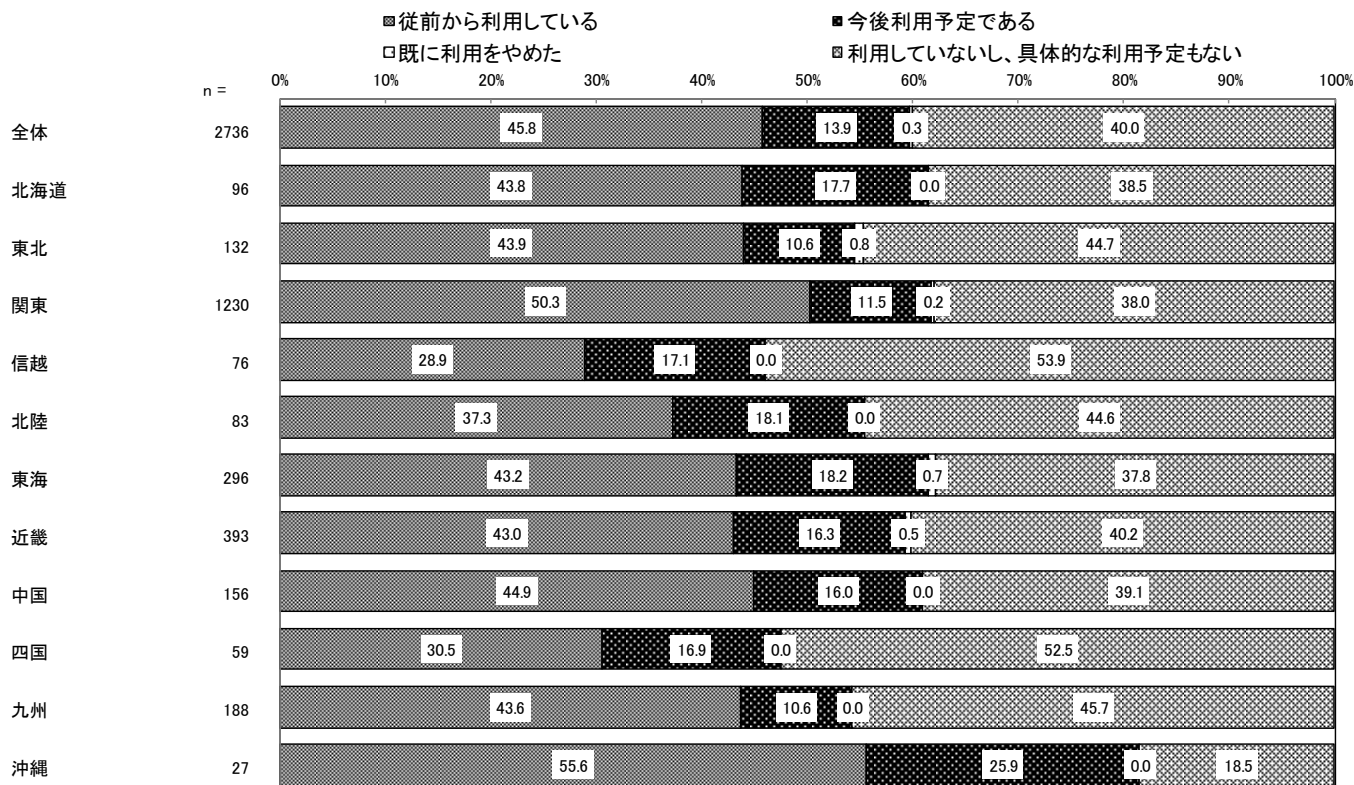 従前から利用している 今後利用予定である
既に利用をやめた 利用していないし、具体的な利用予定もない
n = 0% 10% 20% 30% 40% 50% 60% 70% 80% 90% 100%
全体 2736 45.8 13.9 0.3 40.0
北海道 96 43.8 17.7 0.0 38.5
東北 132 43.9 10.6 0.8 44.7
関東 1230 50.3 11.5 0.2 38.0
信越 76 28.9 17.1 0.0 53.9
北陸 83 37.3 18.1 0.0 44.6
東海 296 43.2 18.2 0.7 37.8
近畿 393 43.0 16.3 0.5 40.2
中国 156 44.9 16.0 0.0 39.1
四国 59 30.5 16.9 0.0 52.5
九州 188 43.6 10.6 0.0 45.7
沖縄 27 55.6 25.9 0.0 18.5